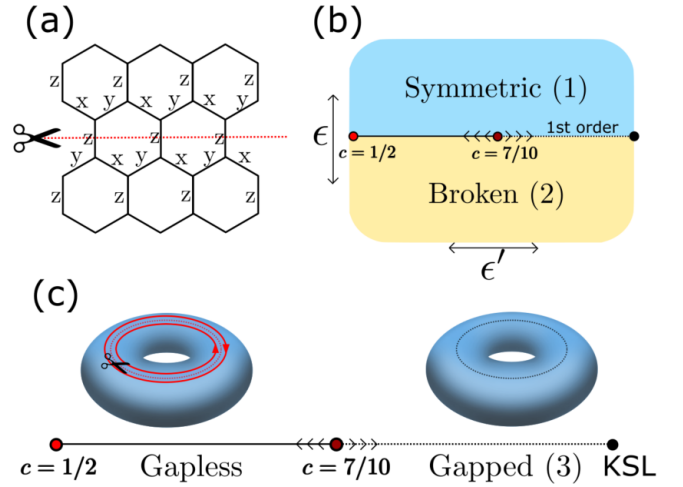 (a)
z z z z
x y x y x y
z z z
y x y x y x
z z z z
(b)
Symmetric (1)
ϵ
1st order
c = 1/2
c = 7/10
Broken (2)
ϵ′
(c)
c = 1/2
Gapless
c = 7/10
Gapped (3)
KSL